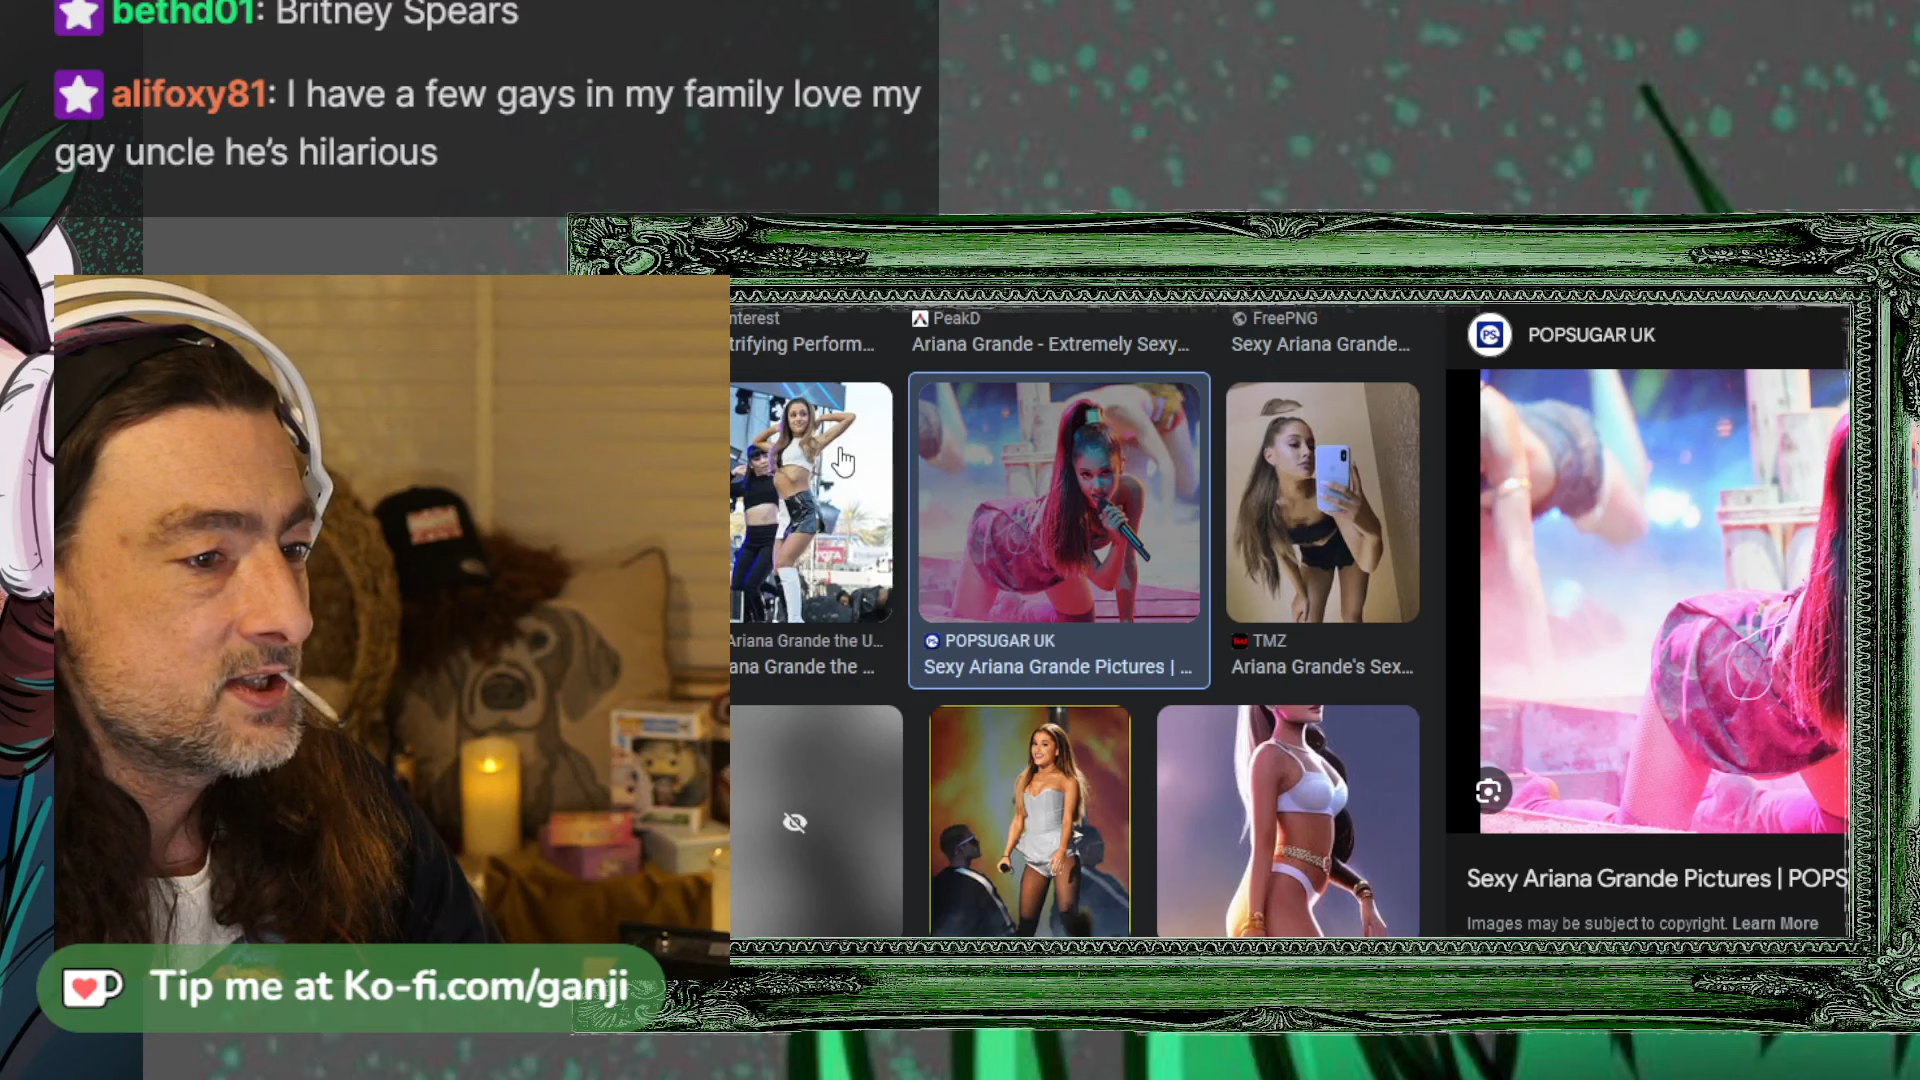 bethd01: Britney Spears
alifoxy81: I have a few gays in my family love my
gay uncle he's hilarious
nterest
PeakD
FreePNG
trifying Perform...
Ariana Grande - Extremely Sexy...
Sexy Ariana Grande...
PS
POPSUGAR UK
TOYOTA
Ariana Grande the U...
POPSUGAR UK
TMZ
ana Grande the ...
Sexy Ariana Grande Pictures | ...
Ariana Grande's Sex...
Sexy Ariana Grande Pictures | POPS
Images may be subject to copyright. Learn More
Tip me at Ko-fi.com/ganji